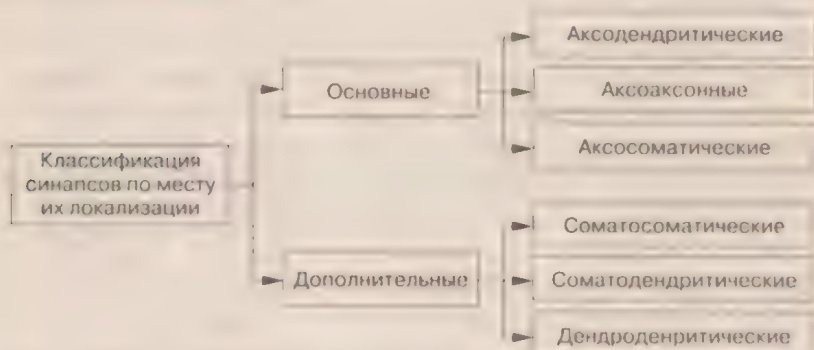 Классификация
синапсов по месту
их локализации
Основные
Аксодендритические
Аксоаксонные
Аксосоматические
Дополнительные
Соматосоматические
Соматодендритические
Дендроденритические